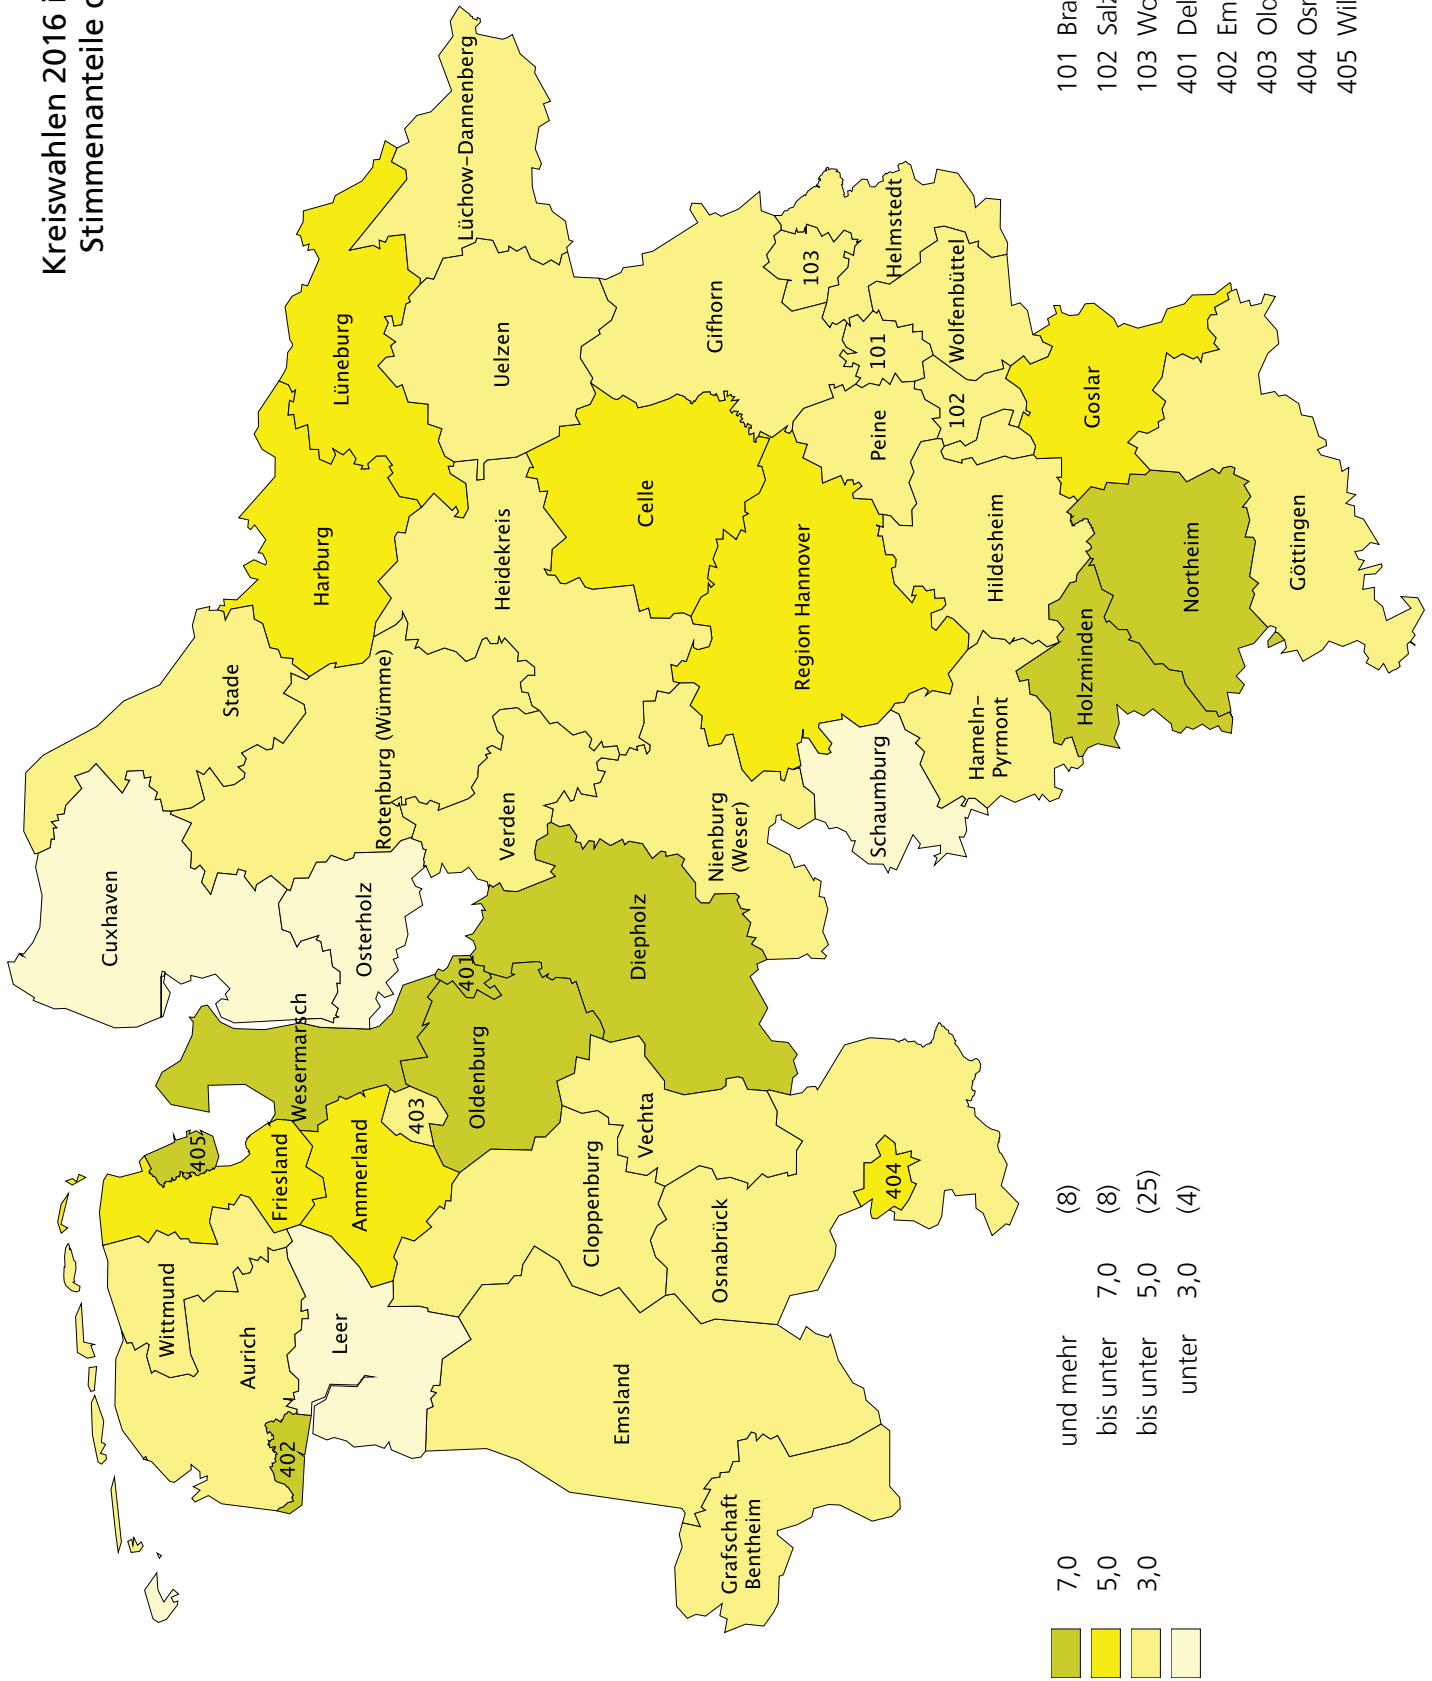 Kreiswahlen 2016 i
Stimmenanteile d
Cuxhaven
Stade
Harburg
Lüneburg
Lüchow-Dannenberg
Osterholz
Rotenburg (Wümme)
Heidekreis
Uelzen
Wittmund
Aurich
402
405
Friesland
Wesermarsch
Leer
Ammerland
403
Oldenburg
401
Verden
Celle
Gifhorn
Emsland
Cloppenburg
Vechta
Diepholz
Nienburg
(Weser)
Region Hannover
Grafschaft
Bentheim
Osnabrück
404
Schaumburg
Hameln-
Pyrmont
Hildesheim
Peine
101
102
103
Helmstedt
Wolfenbüttel
Holzminden
Northeim
Goslar
Göttingen
7,0 und mehr (8)
5,0 bis unter 7,0 (8)
3,0 bis unter 5,0 (25)
unter 3,0 (4)
101 Bra
102 Salz
103 Wo
401 Del
402 Em
403 Old
404 Osn
405 Wil